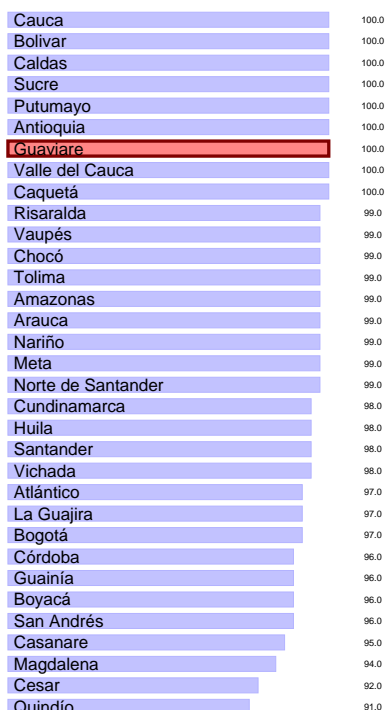 Cauca 100.0
Bolivar 100.0
Caldas 100.0
Sucre 100.0
Putumayo 100.0
Antioquia 100.0
Guaviare 100.0
Valle del Cauca 100.0
Caquetá 100.0
Risaralda 99.0
Vaupés 99.0
Chocó 99.0
Tolima 99.0
Amazonas 99.0
Arauca 99.0
Nariño 99.0
Meta 99.0
Norte de Santander 99.0
Cundinamarca 98.0
Huila 98.0
Santander 98.0
Vichada 98.0
Atlántico 97.0
La Guajira 97.0
Bogotá 97.0
Córdoba 96.0
Guainía 96.0
Boyacá 96.0
San Andrés 96.0
Casanare 95.0
Magdalena 94.0
Cesar 92.0
Quindío 91.0